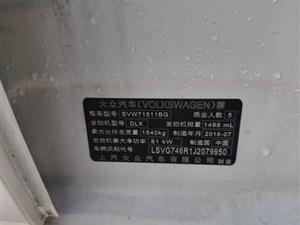 大众汽车(VOLKSWAGEN)牌
整车型号 SVW71511BG 乘坐人数 5
发动机型号 DLX 发动机排量 1498 mL
最大允许总质量 1540kg 制造年月 2018-07
发动机最大净功率 81 kW 制造国 中国
车辆识别代号 LSVG746R1J2079950
上汽大众汽车有限公司 制造